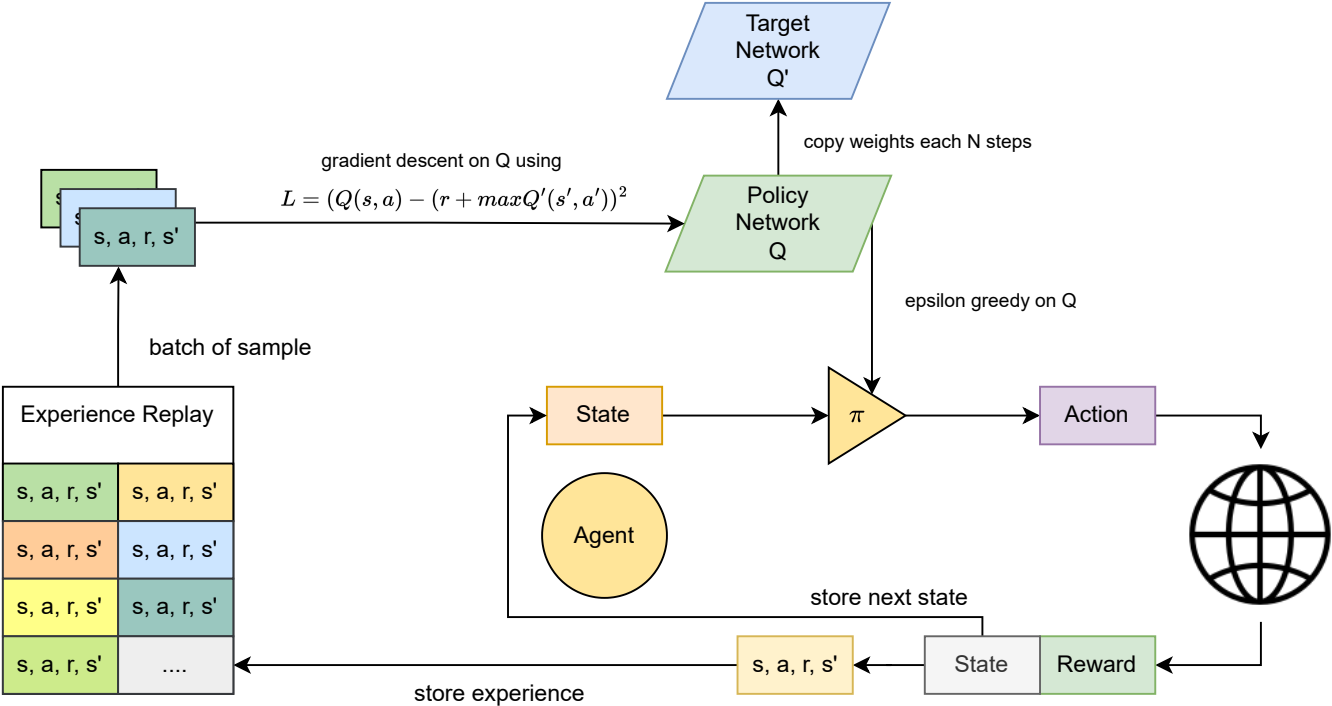 Target
Network
Q'
copy weights each N steps
gradient descent on Q using
L = (Q(s, a) − (r + maxQ′(s′, a′))²
Policy
Network
Q
s
s
s, a, r, s'
epsilon greedy on Q
batch of sample
Experience Replay
State
π
Action
s, a, r, s' s, a, r, s'
s, a, r, s' s, a, r, s'
s, a, r, s' s, a, r, s'
s, a, r, s' ....
Agent
store next state
s, a, r, s'
State
Reward
store experience